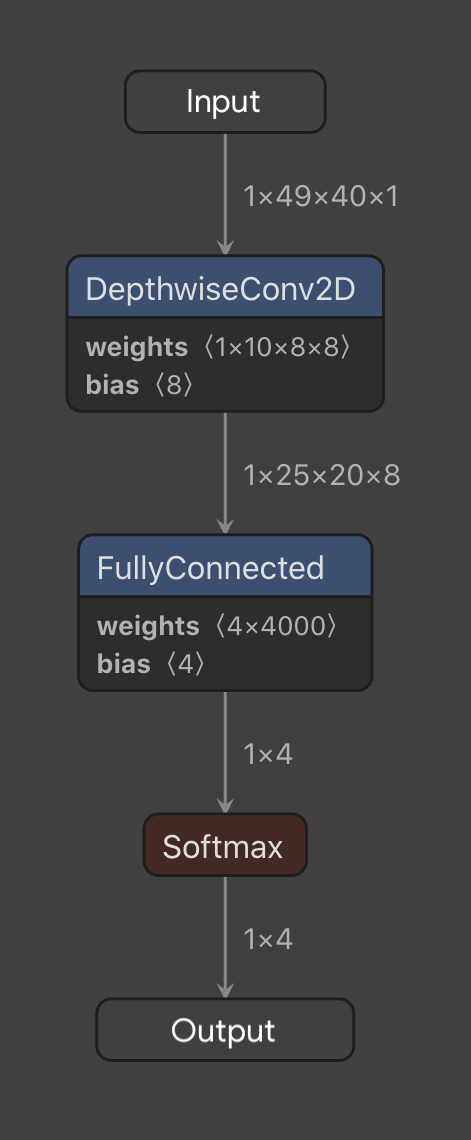 Input
1×49×40×1
DepthwiseConv2D
weights 〈1×10×8×8〉
bias 〈8〉
1×25×20×8
FullyConnected
weights 〈4×4000〉
bias 〈4〉
1×4
Softmax
1×4
Output